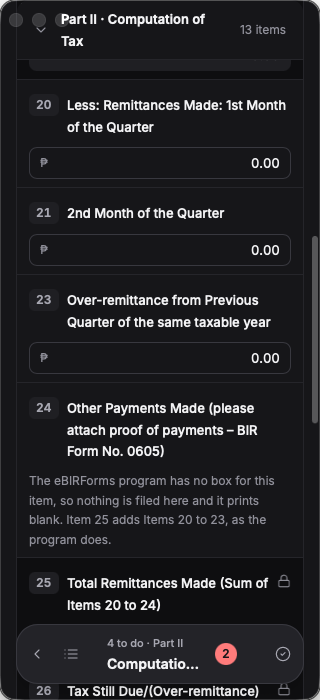 Part II · Computation of
Tax
13 items
20
Less: Remittances Made: 1st Month
of the Quarter
₱
0.00
21
2nd Month of the Quarter
₱
0.00
23
Over-remittance from Previous
Quarter of the same taxable year
₱
0.00
24
Other Payments Made (please
attach proof of payments – BIR
Form No. 0605)
The eBIRForms program has no box for this
item, so nothing is filed here and it prints
blank. Item 25 adds Items 20 to 23, as the
program does.
25
Total Remittances Made (Sum of
Items 20 to 24)
4 to do · Part II
Computatio...
2
26
Tax Still Due/(Over-remittance)